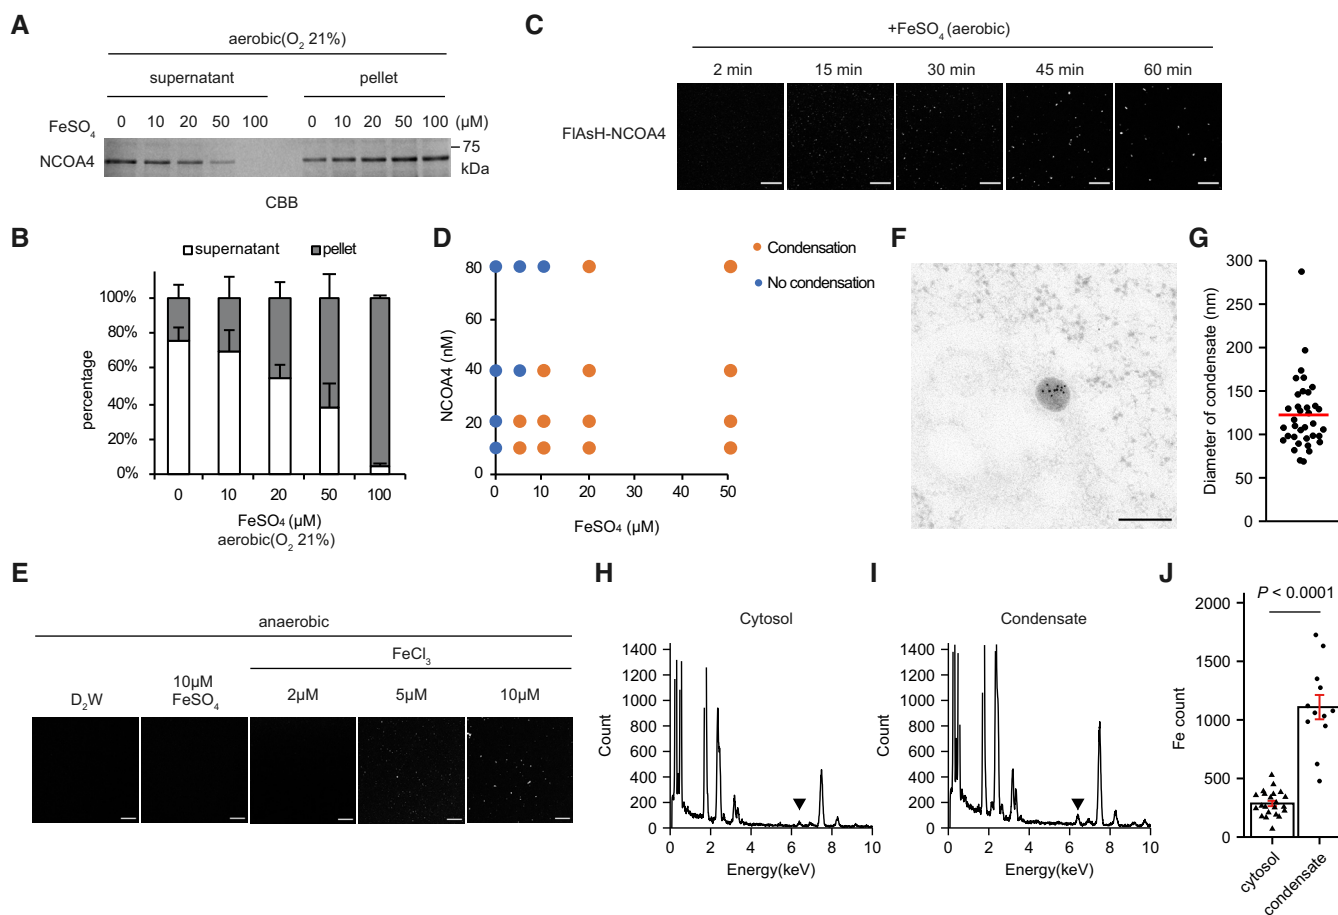 A
aerobic(O2 21%)
supernatant pellet
FeSO4 0 10 20 50 100 0 10 20 50 100 (µM)
NCOA4
75
kDa
CBB
C
+FeSO4 (aerobic)
2 min 15 min 30 min 45 min 60 min
FlAsH-NCOA4
B
supernatant pellet
percentage
100%
80%
60%
40%
20%
0%
0 10 20 50 100
FeSO4 (µM)
aerobic(O2 21%)
D
Condensation
No condensation
NCOA4 (nM)
80
60
40
20
0
0 10 20 30 40 50
FeSO4 (µM)
F
G
Diameter of condensate (nm)
300
250
200
150
100
50
0
E
anaerobic
FeCl3
D2W
10µM
FeSO4
2µM 5µM 10µM
H
Cytosol
Count
1400
1200
1000
800
600
400
200
0
0 2 4 6 8 10
Energy(keV)
I
Condensate
Count
1400
1200
1000
800
600
400
200
0
0 2 4 6 8 10
Energy(keV)
J
P < 0.0001
Fe count
2000
1500
1000
500
0
cytosol
condensate